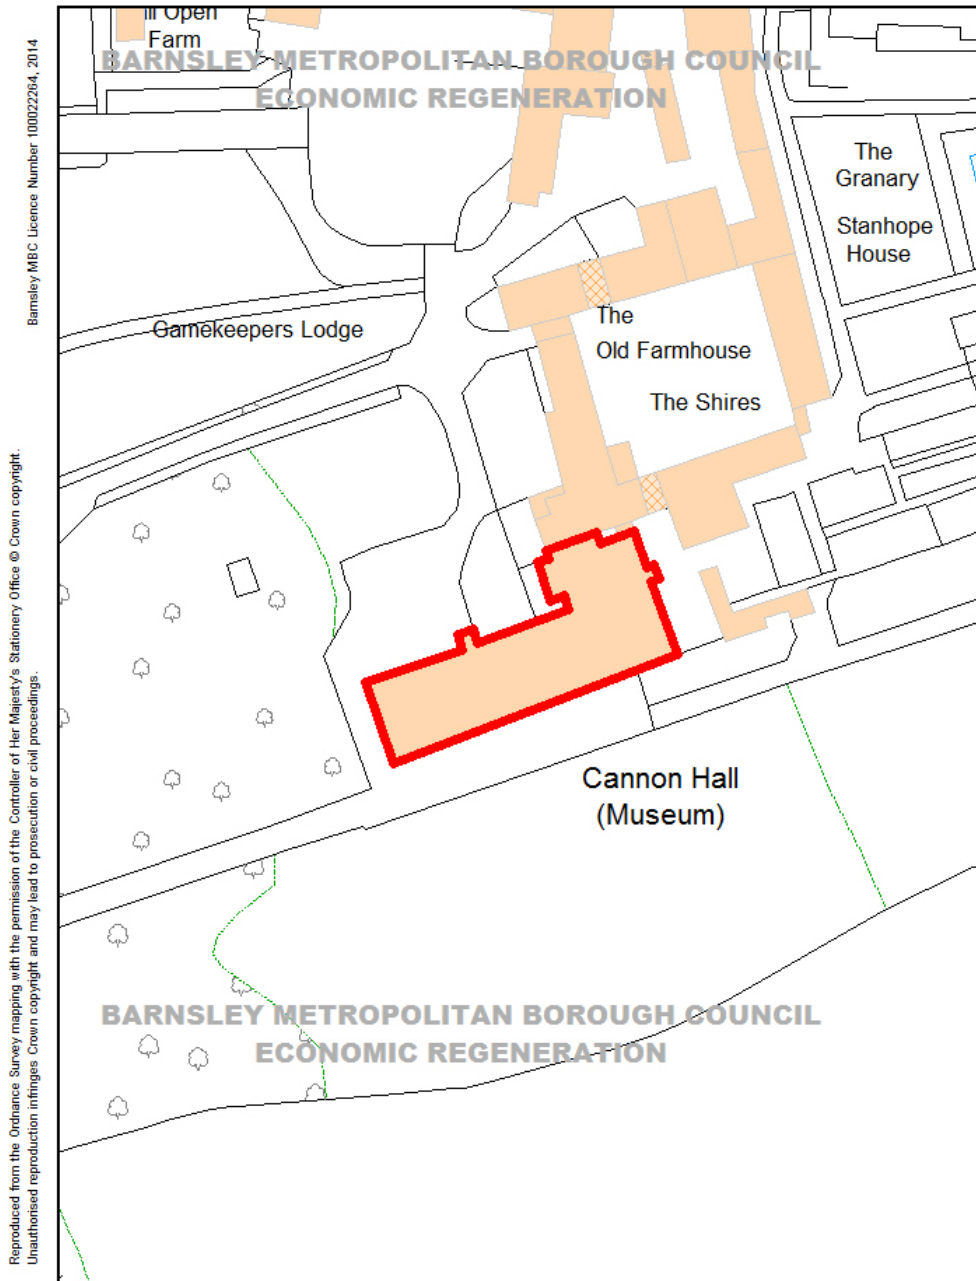 Open
Farm
BARNSLEY METROPOLITAN BOROUGH COUNCIL
ECONOMIC REGENERATION
The
Granary
Stanhope
House
Gamekeepers Lodge
The
Old Farmhouse
The Shires
Cannon Hall
(Museum)
BARNSLEY METROPOLITAN BOROUGH COUNCIL
ECONOMIC REGENERATION
Barnsley MBC Licence Number 100022264, 2014
Reproduced from the Ordnance Survey mapping with the permission of the Controller of Her Majesty's Stationery Office © Crown copyright.
Unauthorised reproduction infringes Crown copyright and may lead to prosecution or civil proceedings.